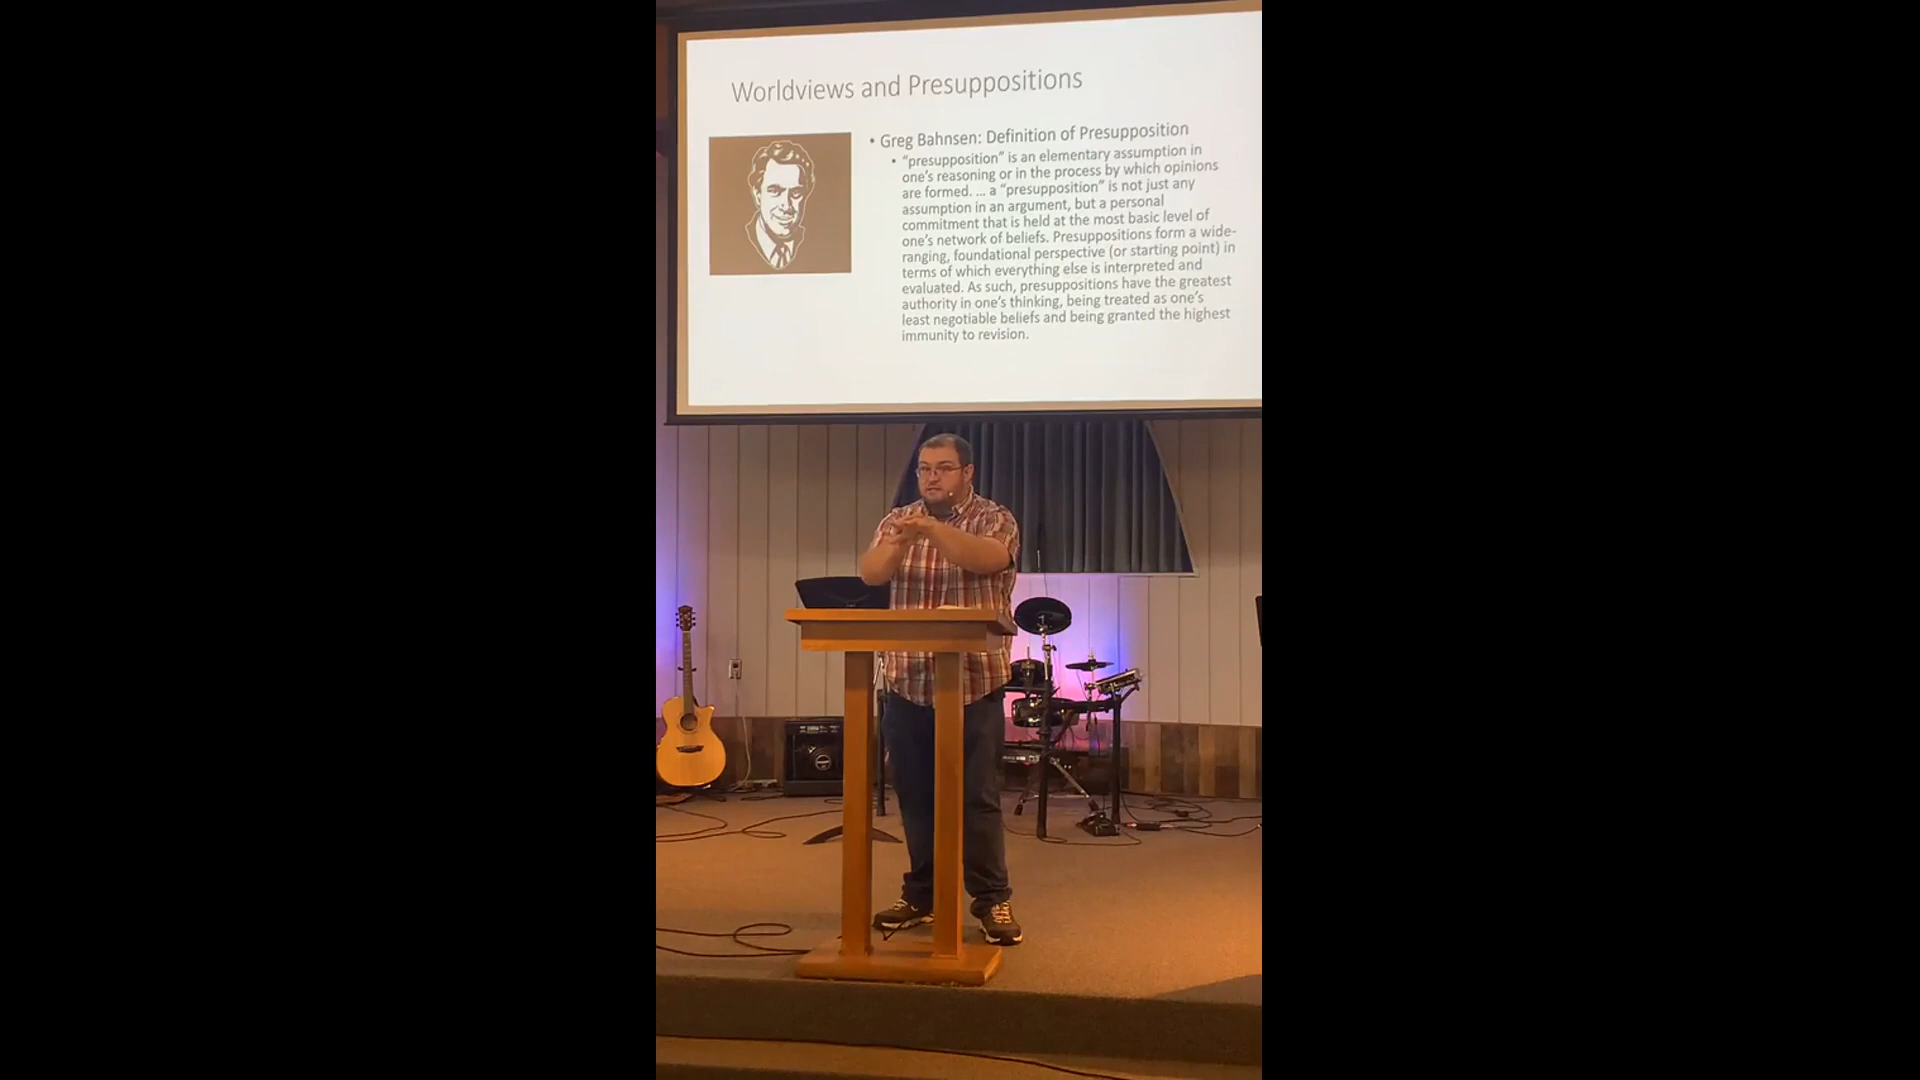 Worldviews and Presuppositions
• Greg Bahnsen: Definition of Presupposition
• “presupposition” is an elementary assumption in
one’s reasoning or in the process by which opinions
are formed. ... a “presupposition” is not just any
assumption in an argument, but a personal
commitment that is held at the most basic level of
one’s network of beliefs. Presuppositions form a wide-
ranging, foundational perspective (or starting point) in
terms of which everything else is interpreted and
evaluated. As such, presuppositions have the greatest
authority in one’s thinking, being treated as one’s
least negotiable beliefs and being granted the highest
immunity to revision.